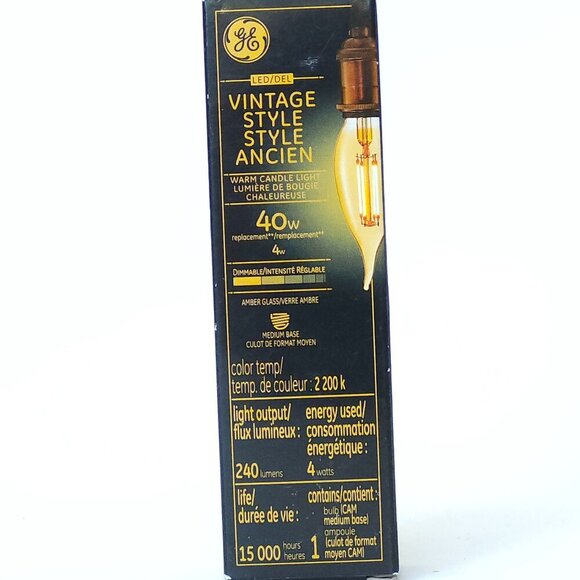 GE
LED/DEL
VINTAGE
STYLE
STYLE
ANCIEN
WARM CANDLE LIGHT
LUMIÈRE DE BOUGIE
CHALEUREUSE
40w
replacement**/remplacement**
4w
DIMMABLE/INTENSITÉ RÉGLABLE
AMBER GLASS/VERRE AMBRE
MEDIUM BASE
CULOT DE FORMAT MOYEN
color temp/
temp. de couleur : 2 200 k
light output/
flux lumineux :
240 lumens
energy used/
consommation
énergétique :
4 watts
life/
durée de vie :
15 000 hours
heures
contains/contient :
1 bulb (CAM
medium base)
ampoule
(culot de format
moyen CAM)